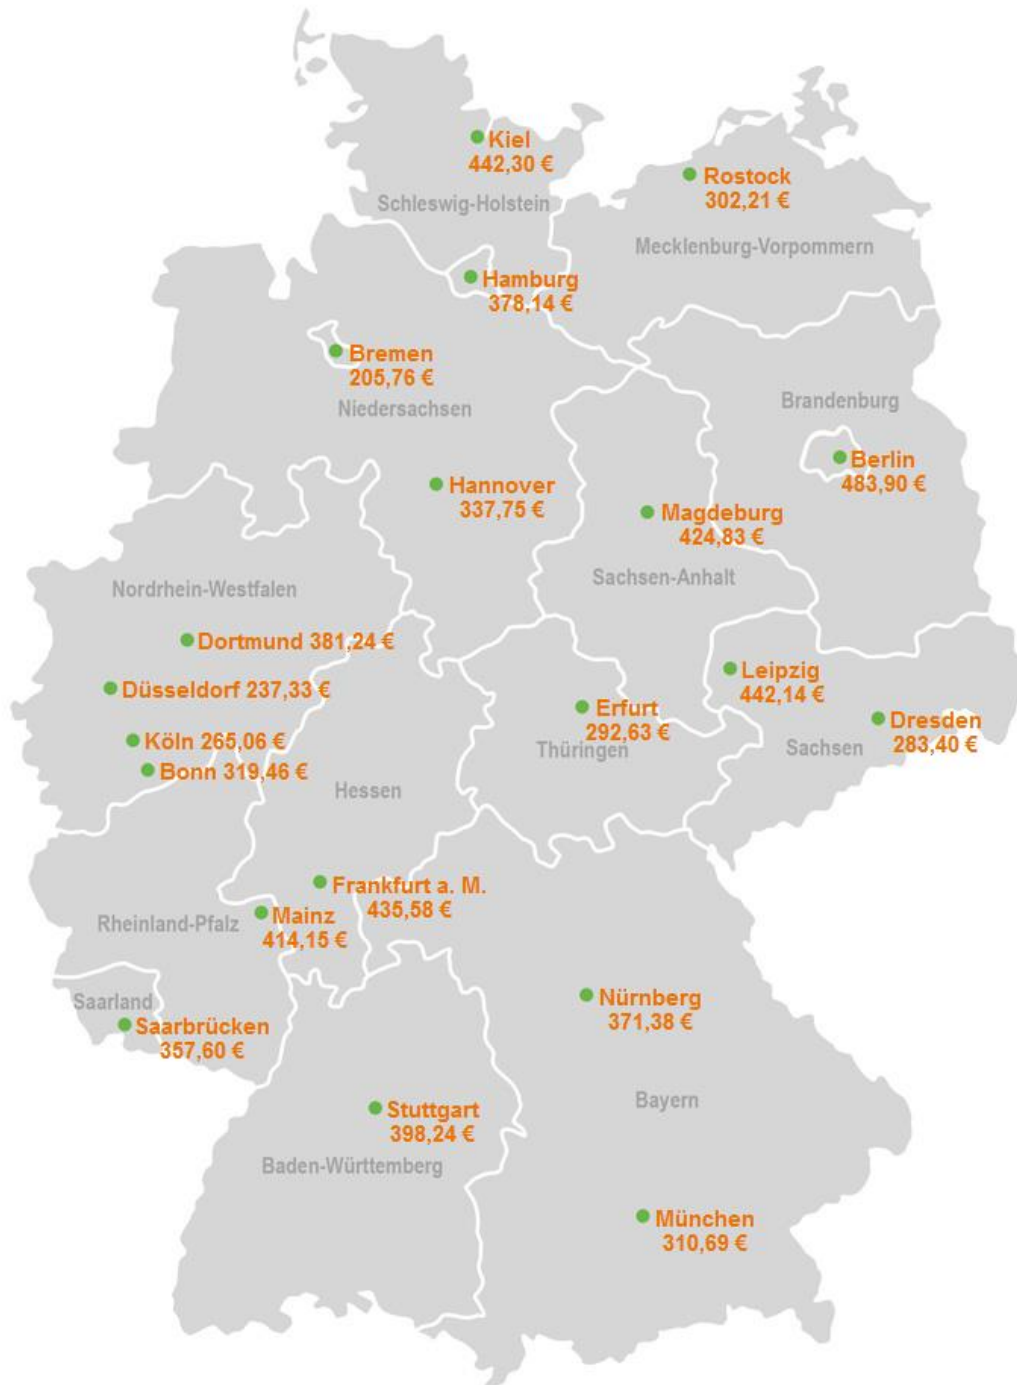 Kiel
442,30 €
Rostock
302,21 €
Schleswig-Holstein
Mecklenburg-Vorpommern
Hamburg
378,14 €
Bremen
205,76 €
Niedersachsen
Brandenburg
Berlin
483,90 €
Hannover
337,75 €
Magdeburg
424,83 €
Sachsen-Anhalt
Nordrhein-Westfalen
Dortmund 381,24 €
Düsseldorf 237,33 €
Köln 265,06 €
Bonn 319,46 €
Leipzig
442,14 €
Erfurt
292,63 €
Thüringen
Dresden
283,40 €
Sachsen
Hessen
Frankfurt a. M.
435,58 €
Mainz
414,15 €
Rheinland-Pfalz
Saarland
Saarbrücken
357,60 €
Nürnberg
371,38 €
Bayern
Stuttgart
398,24 €
Baden-Württemberg
München
310,69 €